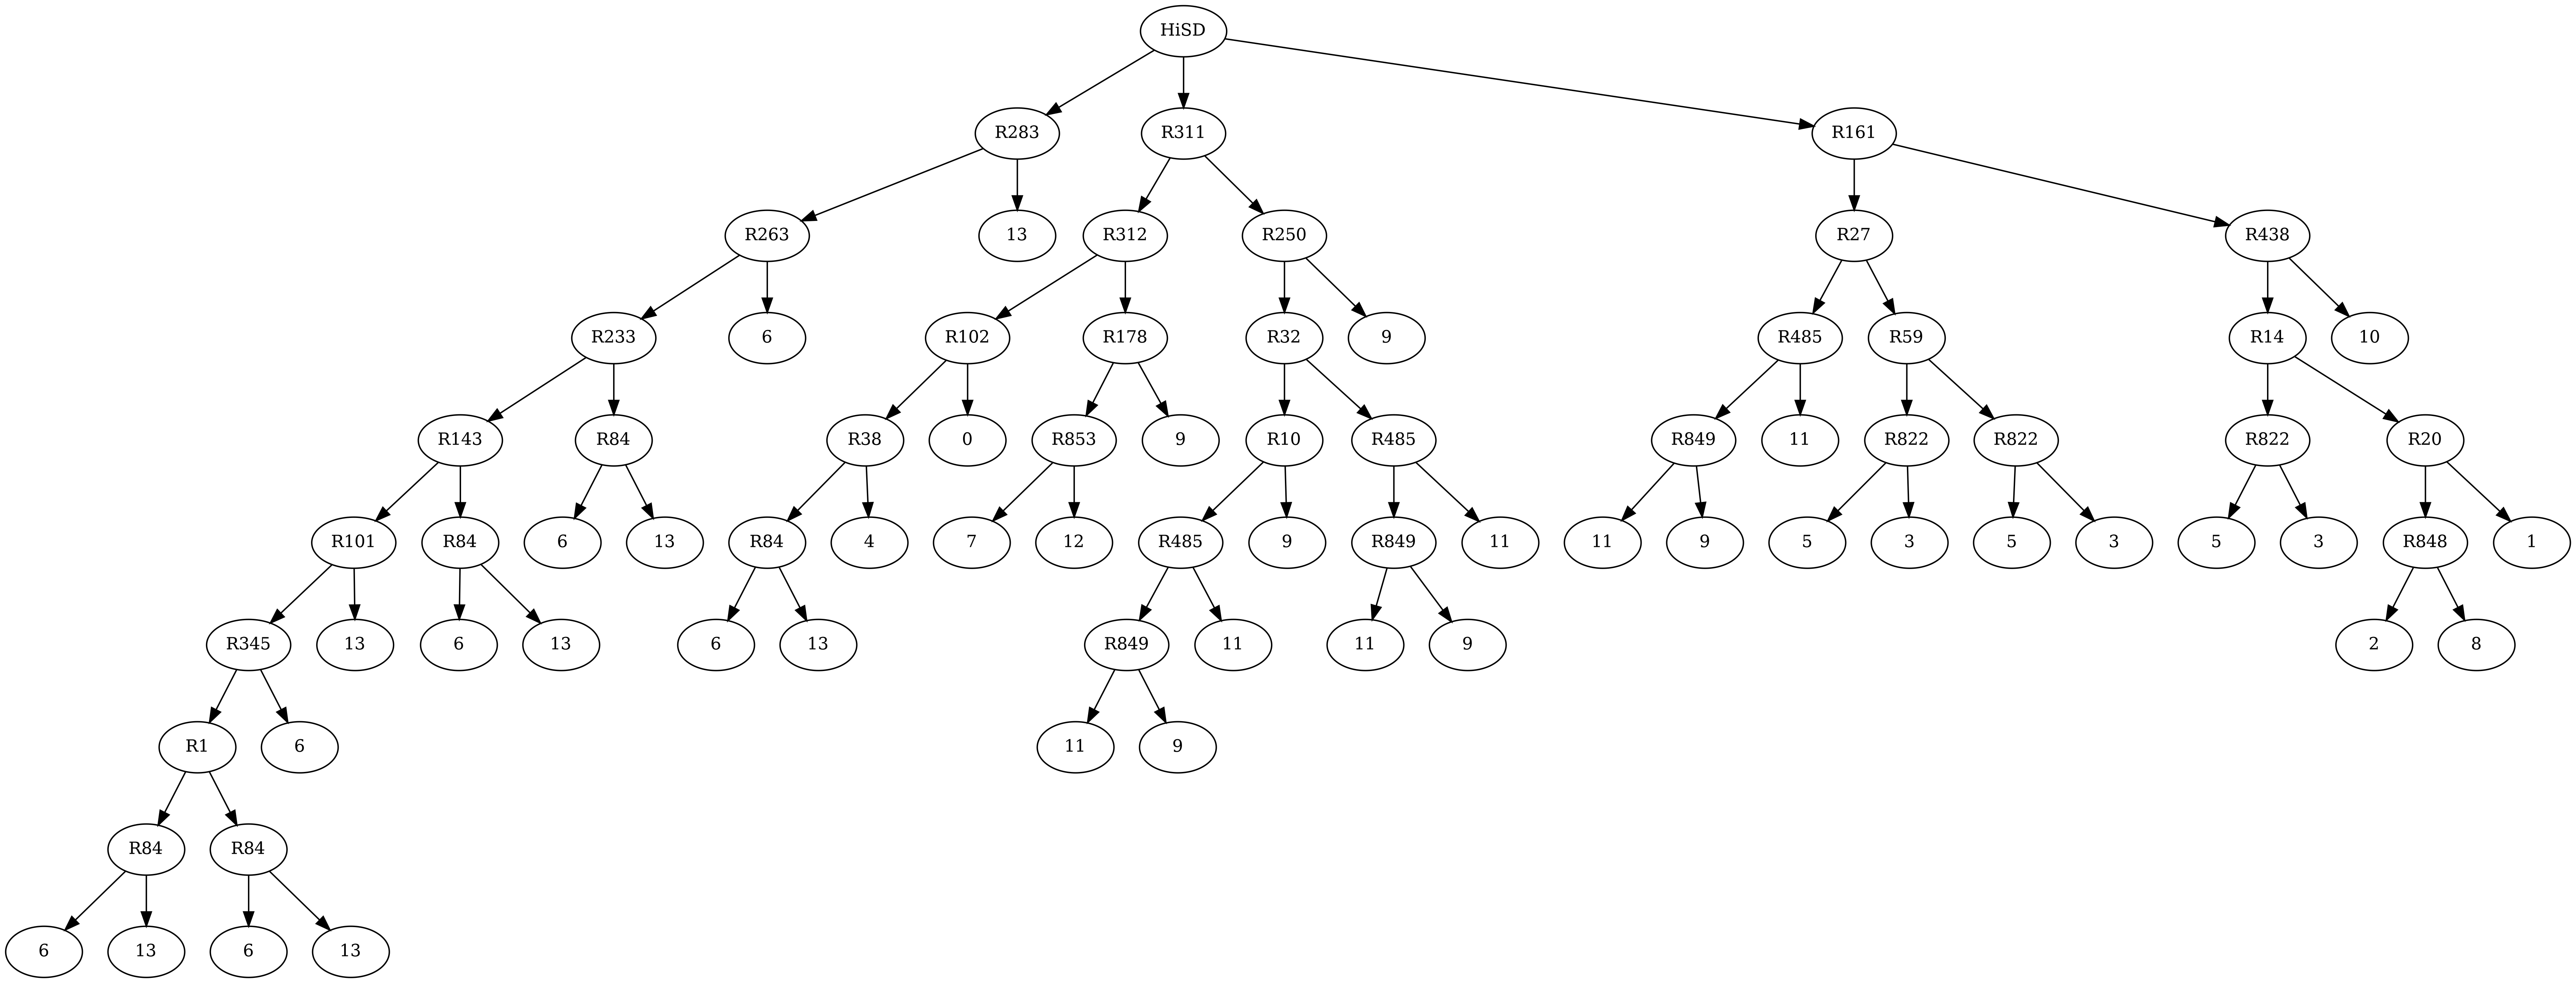 HiSD
R283 R311 R161
R263 13 R312 R250 R27 R438
R233 6 R102 R178 R32 9 R485 R59 R14 10
R143 R84 R38 0 R853 9 R10 R485 R849 11 R822 R822 R822 R20
R101 R84 6 13 R84 4 7 12 R485 9 R849 11 11 9 5 3 5 3 5 3 R848 1
R345 13 6 13 6 13 R849 11 11 9 2 8
R1 6 11 9
R84 R84
6 13 6 13